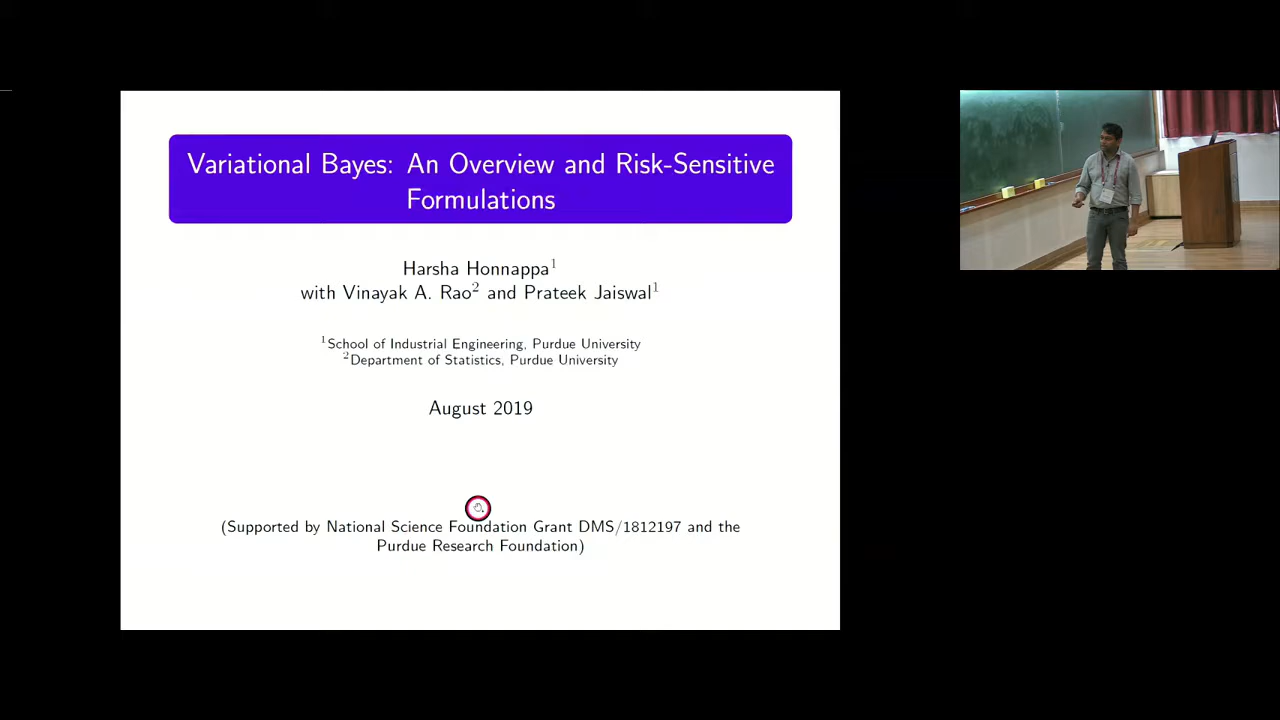 Variational Bayes: An Overview and Risk-Sensitive
Formulations
Harsha Honnappa¹
with Vinayak A. Rao² and Prateek Jaiswal¹
¹School of Industrial Engineering, Purdue University
²Department of Statistics, Purdue University
August 2019
(Supported by National Science Foundation Grant DMS/1812197 and the
Purdue Research Foundation)